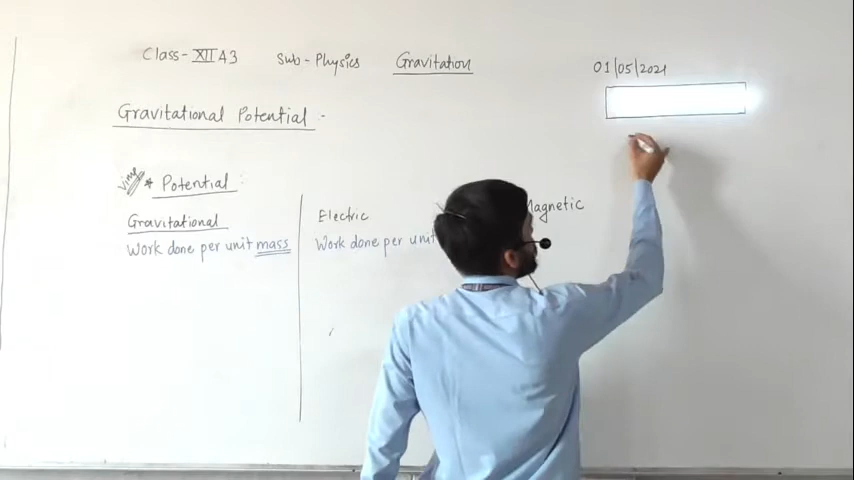 Class-XII A3 Sub-Physics Gravitation 01/05/2021
Gravitational Potential -
Vimp * Potential :
Gravitational Electric Magnetic
Work done per unit mass Work done per unit